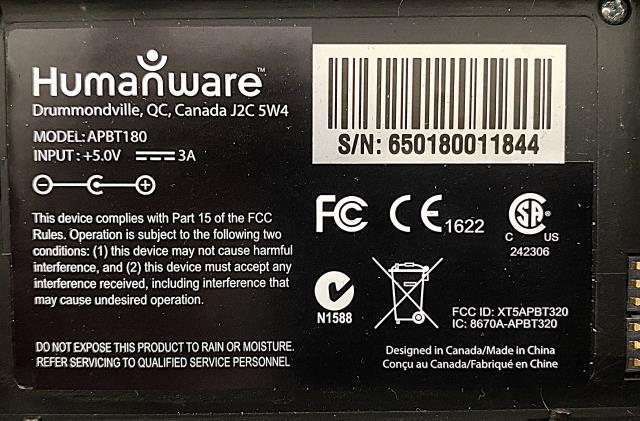 Humanware™
Drummondville, QC, Canada J2C 5W4
MODEL: APBT180
INPUT: +5.0V 3A
This device complies with Part 15 of the FCC
Rules. Operation is subject to the following two
conditions: (1) this device may not cause harmful
interference, and (2) this device must accept any
interference received, including interference that
may cause undesired operation.
DO NOT EXPOSE THIS PRODUCT TO RAIN OR MOISTURE.
REFER SERVICING TO QUALIFIED SERVICE PERSONNEL
S/N: 650180011844
FC CE 1622 SA®
C US
242306
N1588
FCC ID: XT5APBT320
IC: 8670A-APBT320
Designed in Canada/Made in China
Conçu au Canada/Fabriqué en Chine